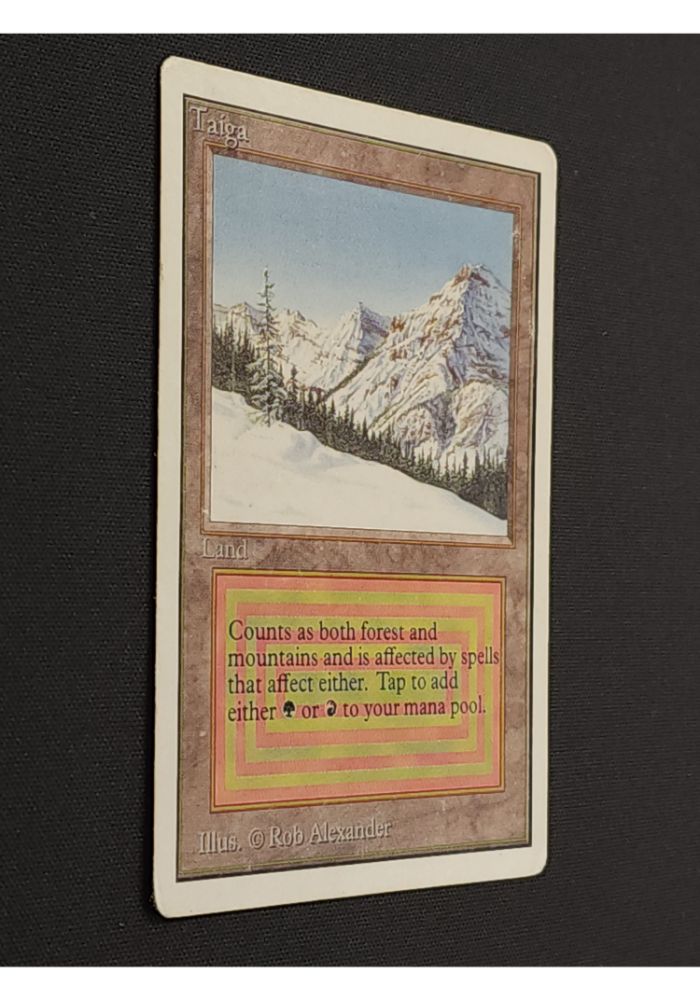 Taiga
Land
Counts as both forest and
mountains and is affected by spells
that affect either. Tap to add
either or to your mana pool.
Illus. © Rob Alexander